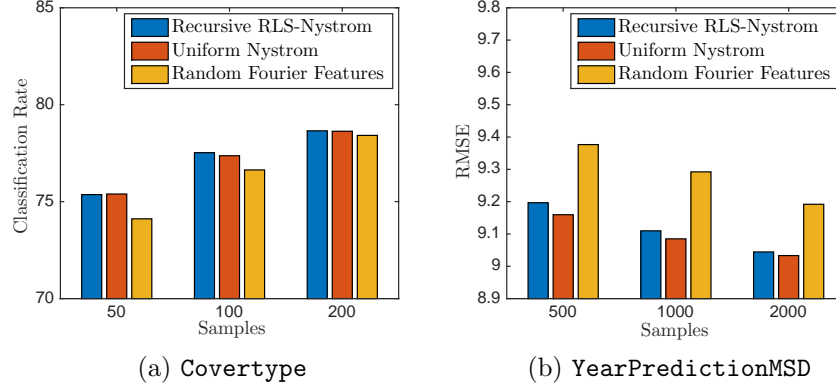 85
80
75
70
Classification Rate
Recursive RLS-Nystrom
Uniform Nystrom
Random Fourier Features
50
100
200
Samples
(a) Covertype
9.8
9.7
9.6
9.5
9.4
9.3
9.2
9.1
9
8.9
RMSE
Recursive RLS-Nystrom
Uniform Nystrom
Random Fourier Features
500
1000
2000
Samples
(b) YearPredictionMSD